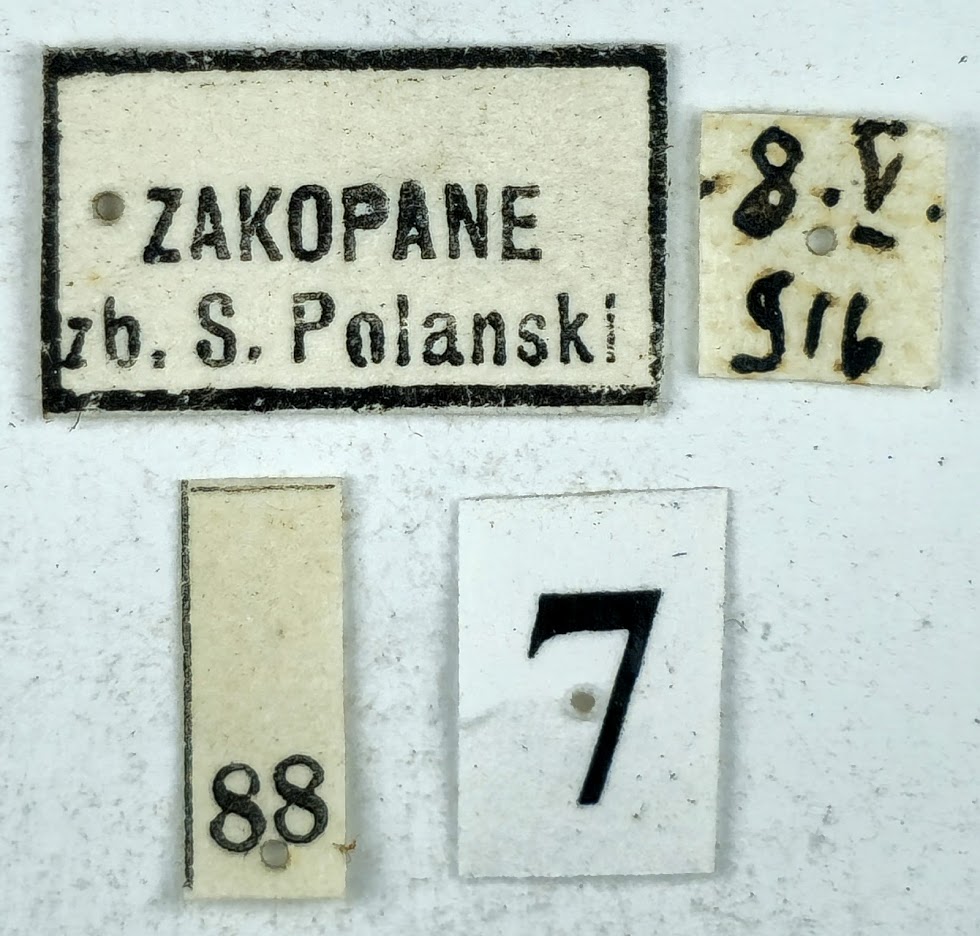 ZAKOPANE
zb. S. Polanski
8.V.
916
88
7